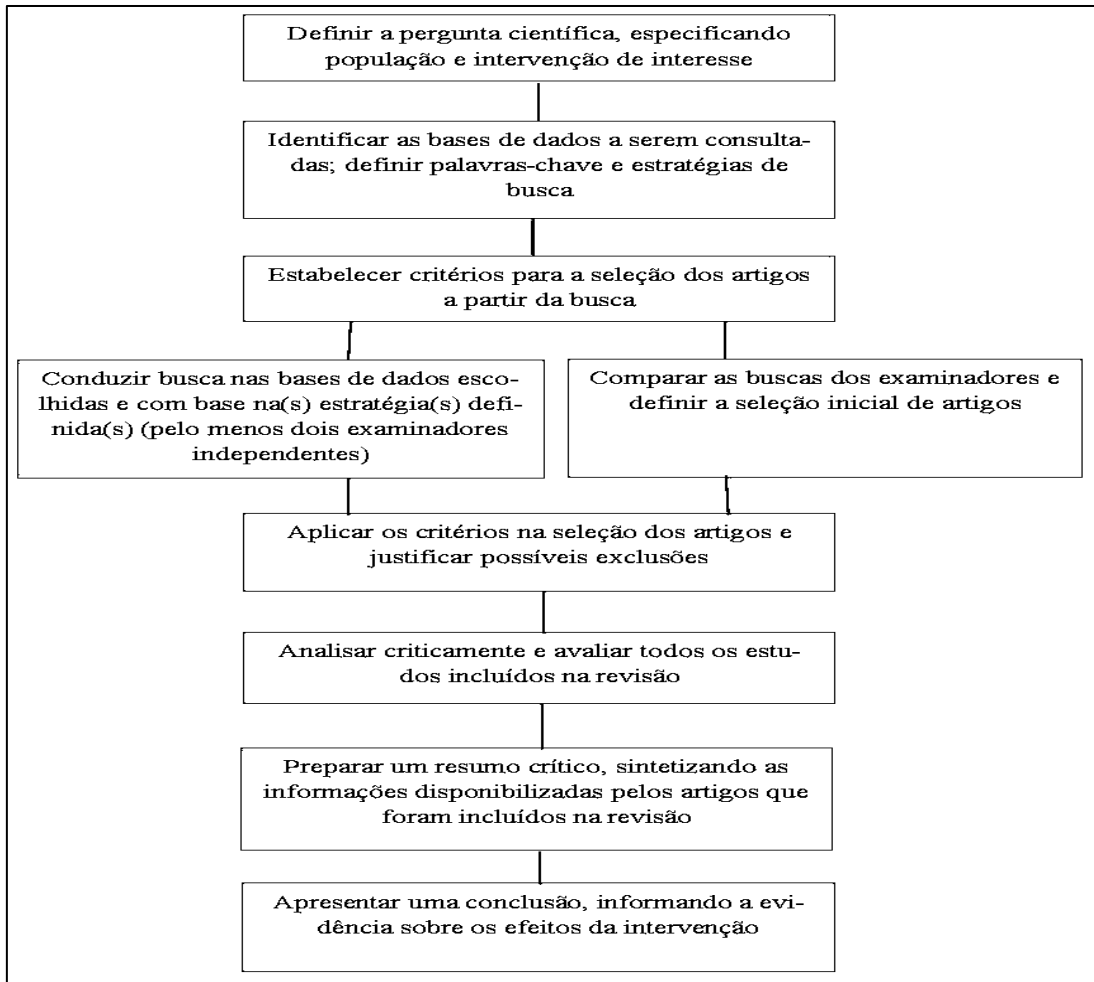 Definir a pergunta científica, especificando
população e intervenção de interesse
Identificar as bases de dados a serem consulta-
das; definir palavras-chave e estratégias de
busca
Estabelecer critérios para a seleção dos artigos
a partir da busca
Conduzir busca nas bases de dados esco-
lhidas e com base na(s) estratégia(s) defi-
nida(s) (pelo menos dois examinadores
independentes)
Comparar as buscas dos examinadores e
definir a seleção inicial de artigos
Aplicar os critérios na seleção dos artigos e
justificar possíveis exclusões
Analisar criticamente e avaliar todos os estu-
dos incluídos na revisão
Preparar um resumo crítico, sintetizando as
informações disponibilizadas pelos artigos que
foram incluídos na revisão
Apresentar uma conclusão, informando a evi-
dência sobre os efeitos da intervenção